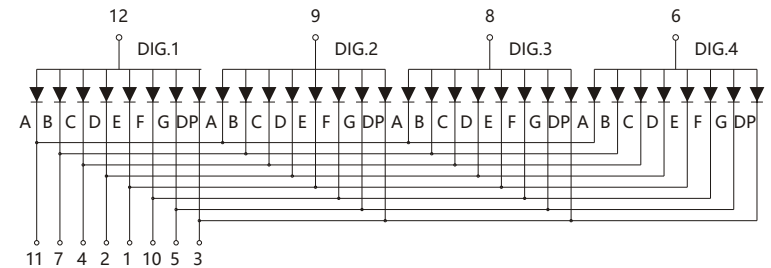 12 9 8 6
DIG.1 DIG.2 DIG.3 DIG.4
A B C D E F G DP A B C D E F G DP A B C D E F G DP A B C D E F G DP
11 7 4 2 1 10 5 3